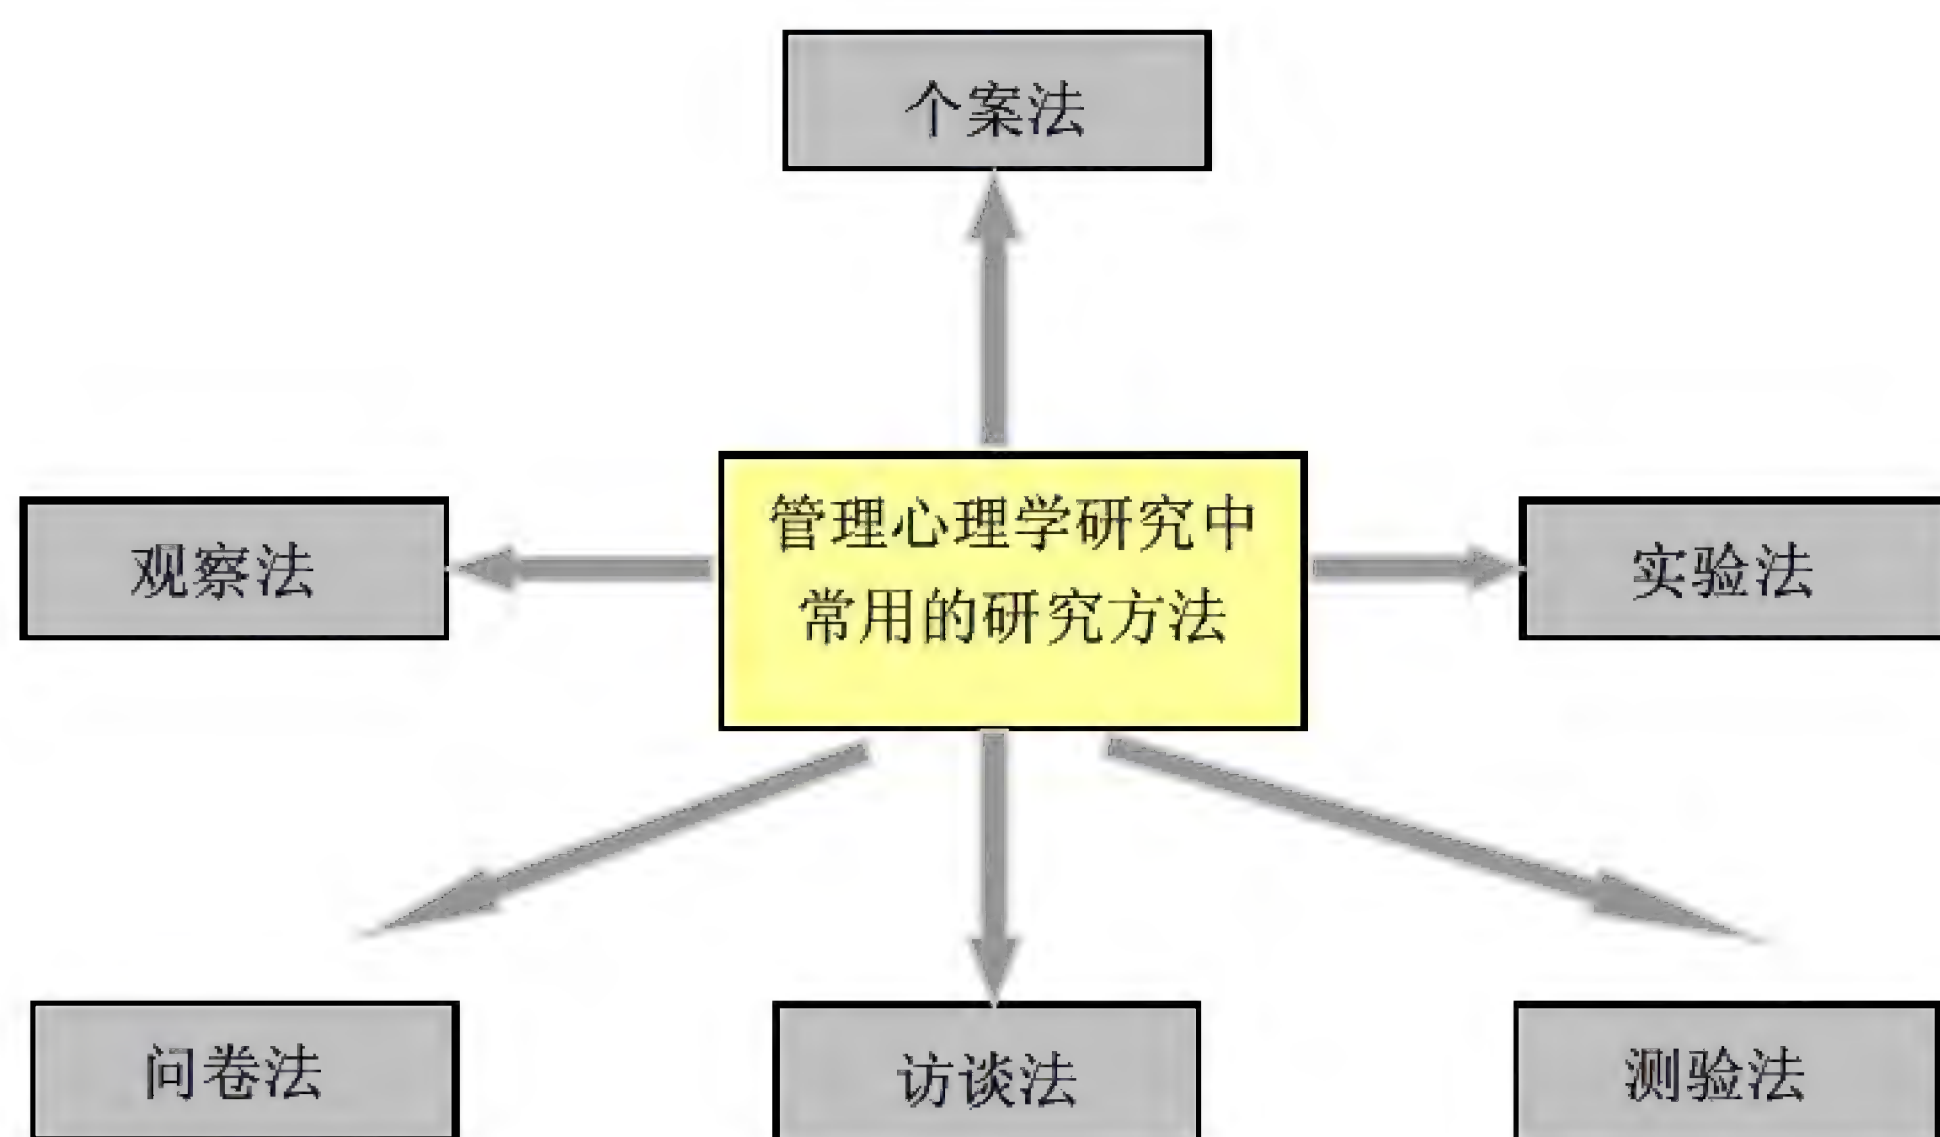 个案法
管理心理学研究中
常用的研究方法
观察法
实验法
问卷法
访谈法
测验法